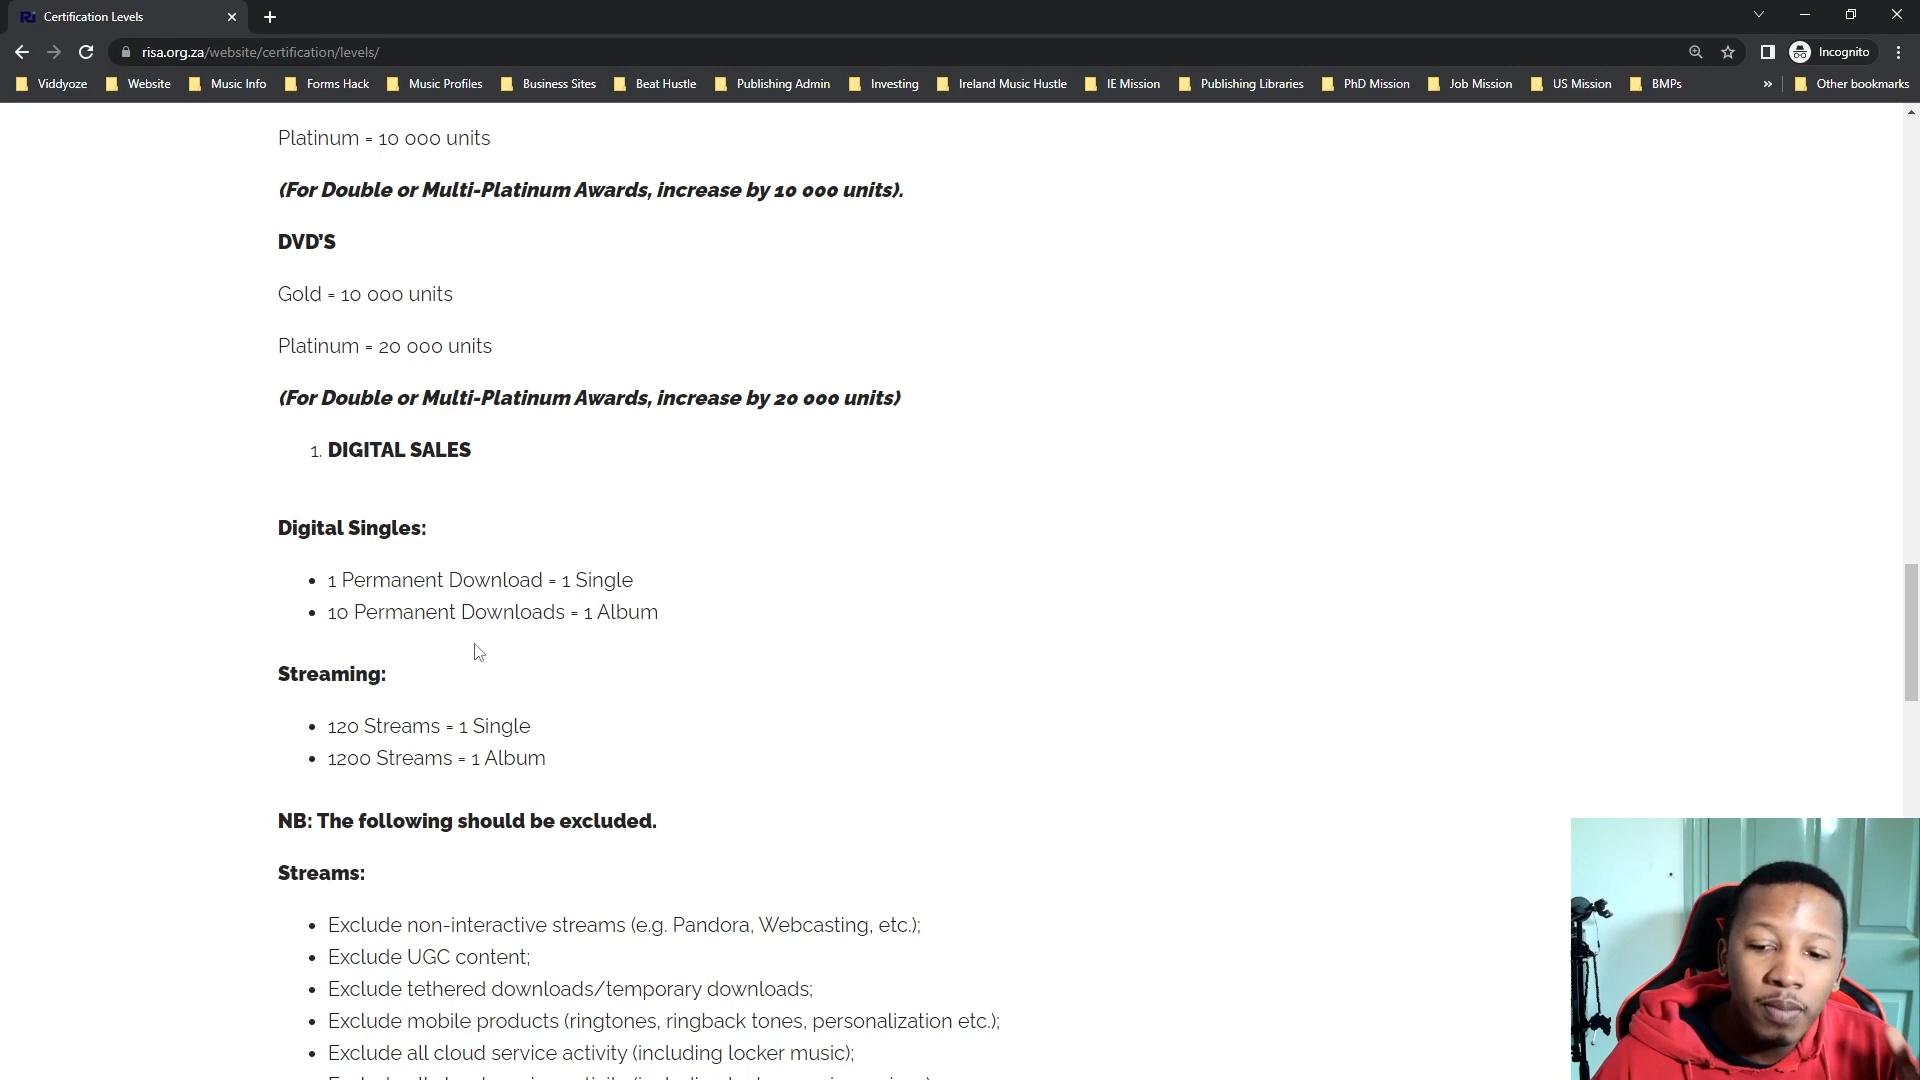 Certification Levels
risa.org.za/website/certification/levels/
Incognito
Viddyoze Website Music Info Forms Hack Music Profiles Business Sites Beat Hustle Publishing Admin Investing Ireland Music Hustle IE Mission Publishing Libraries PhD Mission Job Mission US Mission BMPs » Other bookmarks
Platinum = 10 000 units
(For Double or Multi-Platinum Awards, increase by 10 000 units).
DVD'S
Gold = 10 000 units
Platinum = 20 000 units
(For Double or Multi-Platinum Awards, increase by 20 000 units)
1. DIGITAL SALES
Digital Singles:
• 1 Permanent Download = 1 Single
• 10 Permanent Downloads = 1 Album
Streaming:
• 120 Streams = 1 Single
• 1200 Streams = 1 Album
NB: The following should be excluded.
Streams:
• Exclude non-interactive streams (e.g. Pandora, Webcasting, etc.);
• Exclude UGC content;
• Exclude tethered downloads/temporary downloads;
• Exclude mobile products (ringtones, ringback tones, personalization etc.);
• Exclude all cloud service activity (including locker music);